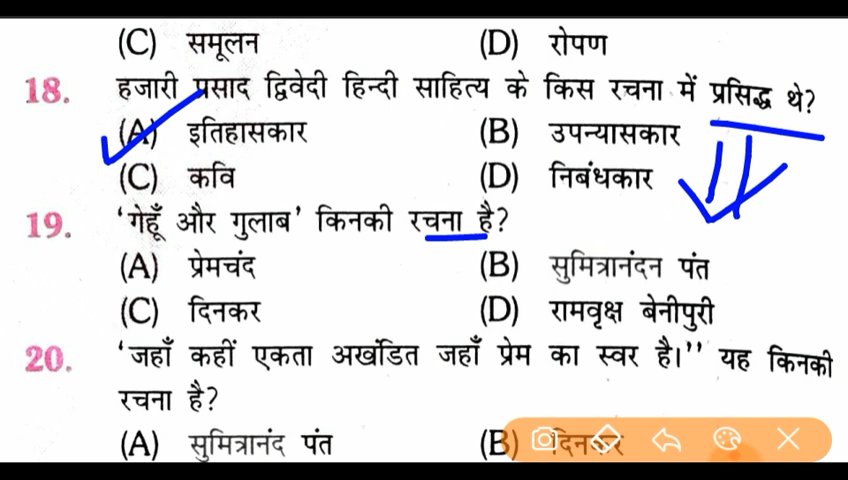 (C) समूलन (D) रोपण
18. हजारी प्रसाद द्विवेदी हिन्दी साहित्य के किस रचना में प्रसिद्ध थे?
(A) इतिहासकार (B) उपन्यासकार
(C) कवि (D) निबंधकार
19. 'गेहूँ और गुलाब' किनकी रचना है?
(A) प्रेमचंद (B) सुमित्रानंदन पंत
(C) दिनकर (D) रामवृक्ष बेनीपुरी
20. 'जहाँ कहीं एकता अखंडित जहाँ प्रेम का स्वर है।'' यह किनकी
रचना है?
(A) सुमित्रानंद पंत (B) दिनकर